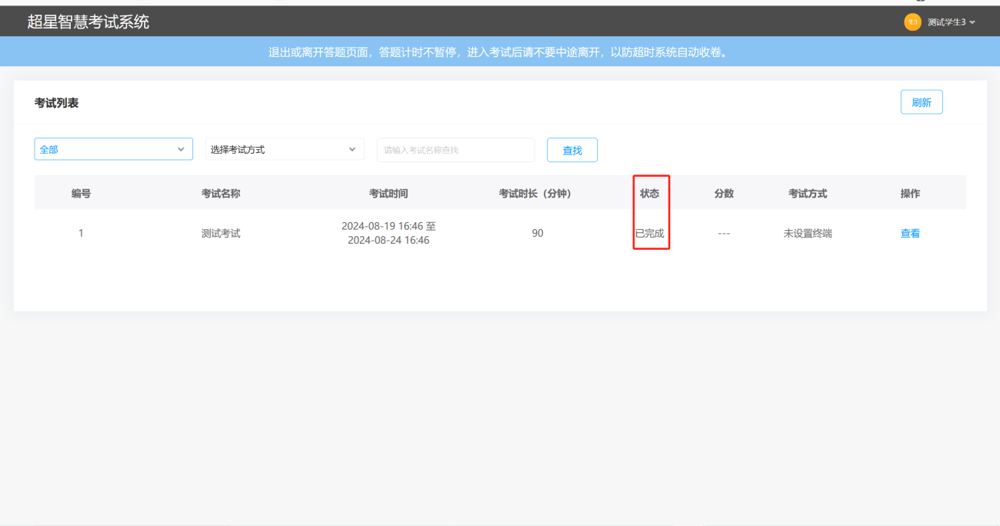 超星智慧考试系统
测试学生3
退出或离开答题页面，答题计时不暂停，进入考试后请不要中途离开，以防超时系统自动收卷。
考试列表
刷新
全部
选择考试方式
请输入考试名称查找
查找
编号 考试名称 考试时间 考试时长（分钟） 状态 分数 考试方式 操作
1 测试考试 2024-08-19 16:46 至 90 已完成 --- 未设置终端 查看
2024-08-24 16:46